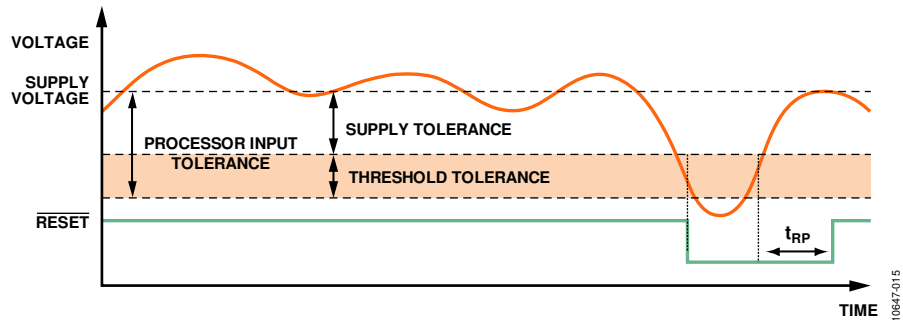 VOLTAGE
SUPPLY
VOLTAGE
PROCESSOR INPUT
TOLERANCE
SUPPLY TOLERANCE
THRESHOLD TOLERANCE
RESET
tRP
TIME
10647-015